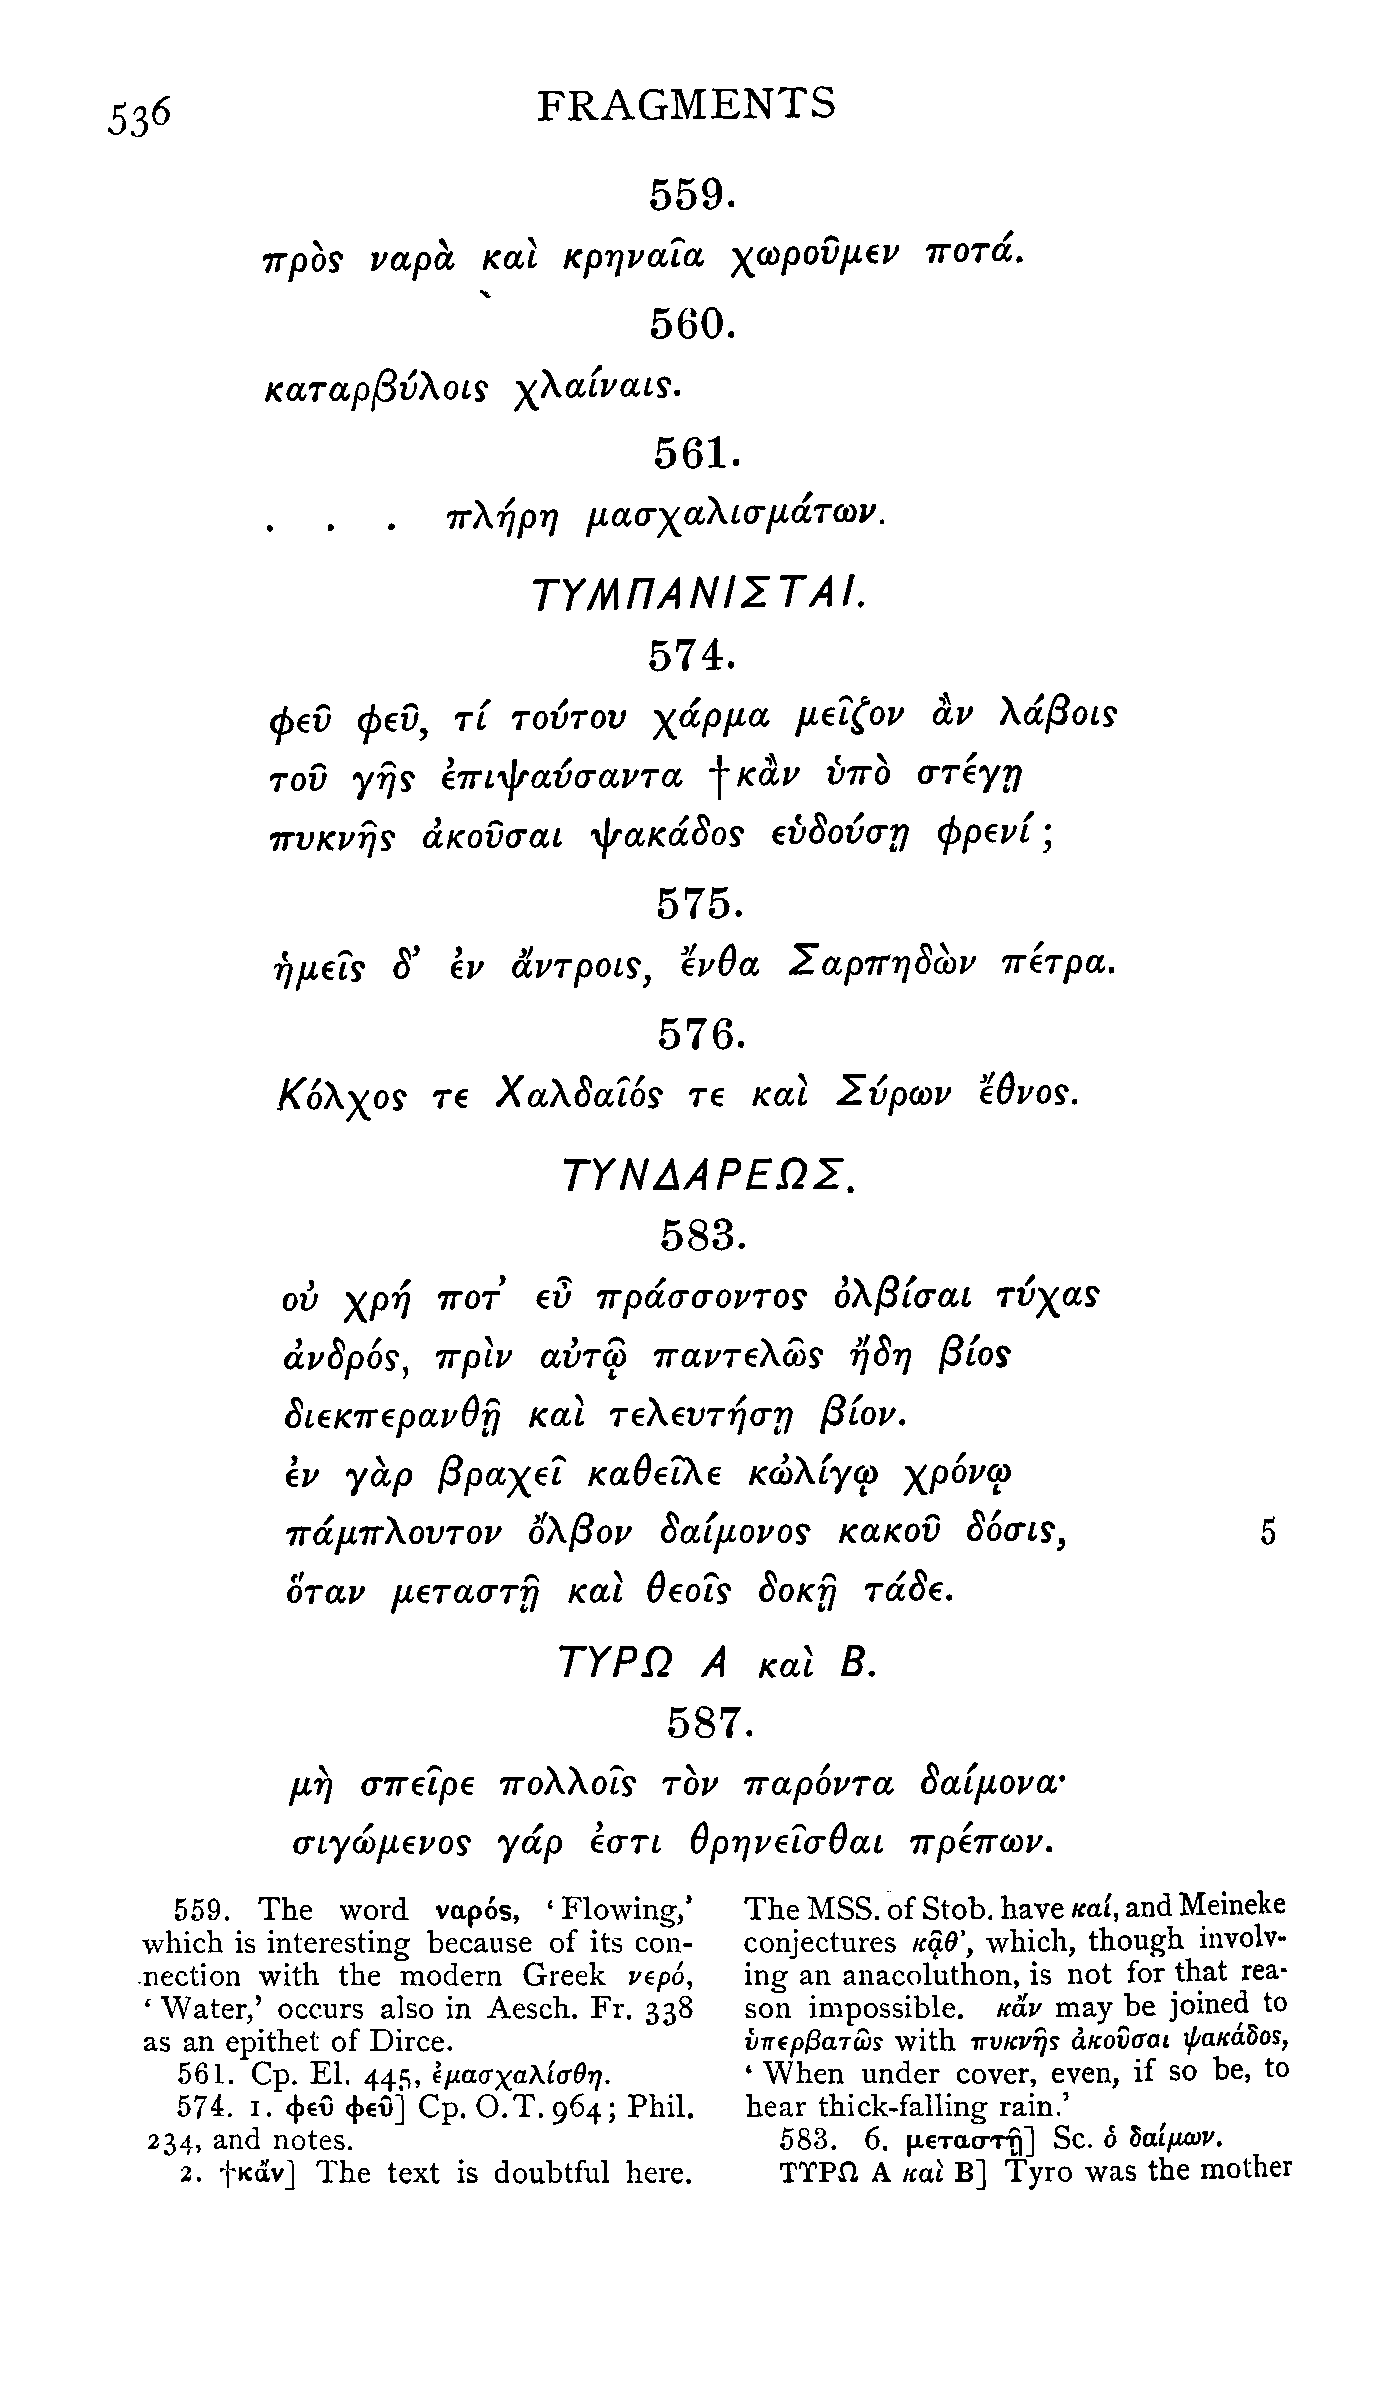 536
FRAGMENTS
559.
πρὸς ναρὰ καὶ κρηναῖα χωροῦμεν ποτά.
560.
καταρβύλοις χλαίναις.
561.
. . . πλήρη μασχαλισμάτων.
ΤΥΜΠΑΝΙΣΤΑΙ.
574.
φεῦ φεῦ, τί τούτου χάρμα μεῖζον ἂν λάβοις
τοῦ γῆς ἐπιψαύσαντα †κἂν ὑπὸ στέγῃ
πυκνῆς ἀκοῦσαι ψακάδος εὑδούσῃ φρενί ;
575.
ἡμεῖς δ’ ἐν ἄντροις, ἔνθα Σαρπηδὼν πέτρα.
576.
Κόλχος τε Χαλδαῖός τε καὶ Σύρων ἔθνος.
ΤΥΝΔΑΡΕΩΣ.
583.
οὐ χρή ποτ’ εὖ πράσσοντος ὀλβίσαι τύχας
ἀνδρός, πρὶν αὐτῷ παντελῶς ἤδη βίος
διεκπερανθῇ καὶ τελευτήσῃ βίον.
ἐν γὰρ βραχεῖ καθεῖλε κὠλίγῳ χρόνῳ
πάμπλουτον ὄλβον δαίμονος κακοῦ δόσις, 5
ὅταν μεταστῇ καὶ θεοῖς δοκῇ τάδε.
ΤΥΡΩ Α καὶ Β.
587.
μὴ σπεῖρε πολλοῖς τὸν παρόντα δαίμονα·
σιγώμενος γάρ ἐστι θρηνεῖσθαι πρέπων.
559. The word ναρός, ‘Flowing,’
which is interesting because of its con-
nection with the modern Greek νερό,
‘Water,’ occurs also in Aesch. Fr. 338
as an epithet of Dirce.
561. Cp. El. 445, ἐμασχαλίσθη.
574. 1. φεῦ φεῦ] Cp. O.T. 964; Phil.
234, and notes.
2. †κἄν] The text is doubtful here.
The MSS. of Stob. have καί, and Meineke
conjectures κᾷθ’, which, though involv-
ing an anacoluthon, is not for that rea-
son impossible. κἄν may be joined to
ὑπερβατῶς with πυκνῆς ἀκοῦσαι ψακάδος,
‘When under cover, even, if so be, to
hear thick-falling rain.’
583. 6. μεταστῇ] Sc. ὁ δαίμων.
ΤΥΡΩ Α καὶ Β] Tyro was the mother